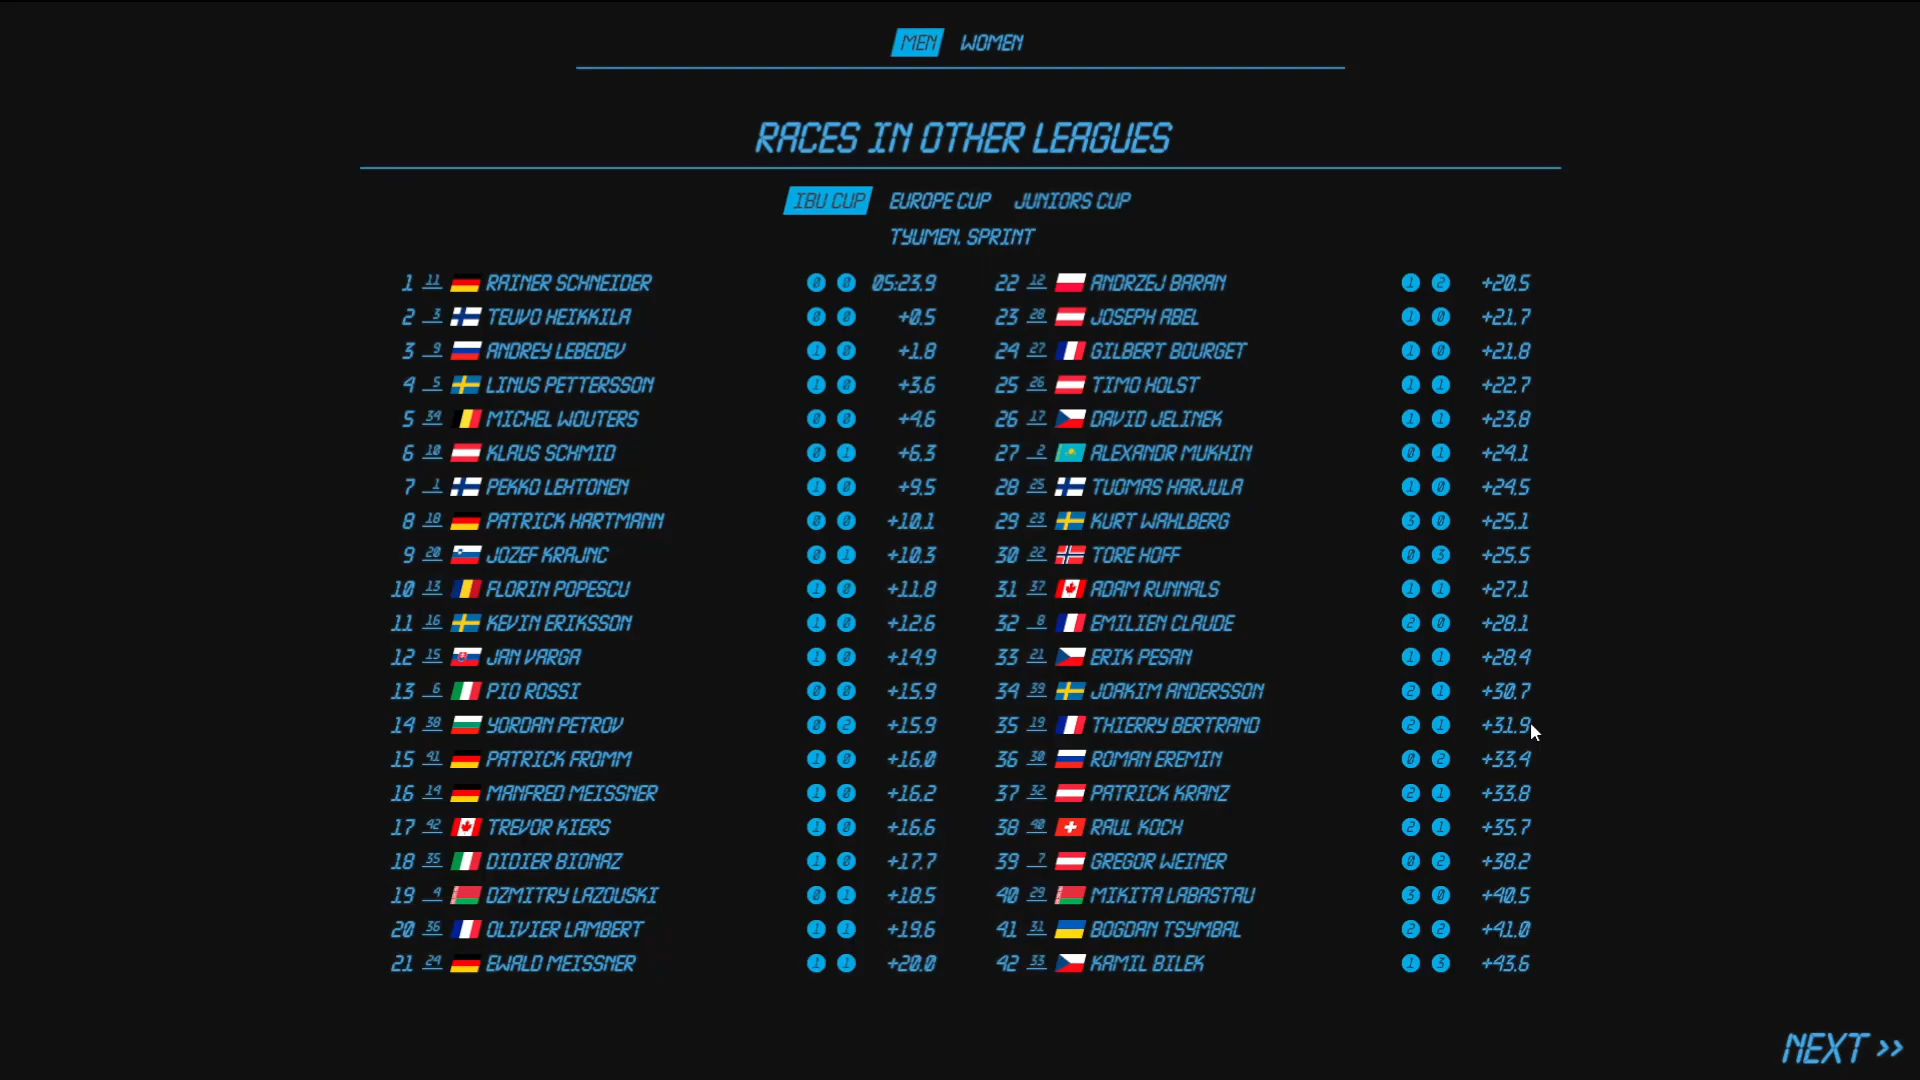 MEN WOMEN
RACES IN OTHER LEAGUES
IBU CUP EUROPE CUP JUNIORS CUP
TYUMEN. SPRINT
1 11 RAINER SCHNEIDER 0 0 05:23.9
2 3 TEUVO HEIKKILA 0 0 +0.5
3 9 ANDREY LEBEDEV 1 0 +1.8
4 5 LINUS PETTERSSON 1 0 +3.6
5 34 MICHEL WOUTERS 0 0 +4.6
6 10 KLAUS SCHMID 0 1 +6.3
7 1 PEKKO LEHTONEN 1 0 +9.5
8 18 PATRICK HARTMANN 0 0 +10.1
9 20 JOZEF KRAJNC 0 1 +10.3
10 13 FLORIN POPESCU 1 0 +11.8
11 16 KEVIN ERIKSSON 1 0 +12.6
12 15 JAN VARGA 1 0 +14.9
13 6 PIO ROSSI 0 0 +15.9
14 38 YORDAN PETROV 0 2 +15.9
15 41 PATRICK FROMM 1 0 +16.0
16 14 MANFRED MEISSNER 1 0 +16.2
17 42 TREVOR KIERS 1 0 +16.6
18 35 DIDIER BIONAZ 1 0 +17.7
19 4 DZMITRY LAZOUSKI 0 1 +18.5
20 36 OLIVIER LAMBERT 1 1 +19.6
21 24 EWALD MEISSNER 1 1 +20.0
22 12 ANDRZEJ BARAN 1 2 +20.5
23 28 JOSEPH ABEL 1 0 +21.7
24 27 GILBERT BOURGET 1 0 +21.8
25 26 TIMO HOLST 1 1 +22.7
26 17 DAVID JELINEK 1 1 +23.8
27 2 ALEXANDR MUKHIN 0 1 +24.1
28 25 TUOMAS HARJULA 1 0 +24.5
29 23 KURT WAHLBERG 3 0 +25.1
30 22 TORE HOFF 0 3 +25.5
31 37 ADAM RUNNALS 1 1 +27.1
32 8 EMILIEN CLAUDE 2 0 +28.1
33 21 ERIK PESAN 1 1 +28.4
34 39 JOAKIM ANDERSSON 2 1 +30.7
35 19 THIERRY BERTRAND 2 1 +31.9
36 30 ROMAN EREMIN 0 2 +33.4
37 32 PATRICK KRANZ 2 1 +33.8
38 40 RAUL KOCH 2 1 +35.7
39 7 GREGOR WEINER 0 2 +38.2
40 29 MIKITA LABASTAU 3 0 +40.5
41 31 BOGDAN TSYMBAL 2 2 +41.0
42 33 KAMIL BILEK 1 3 +43.6
NEXT >>